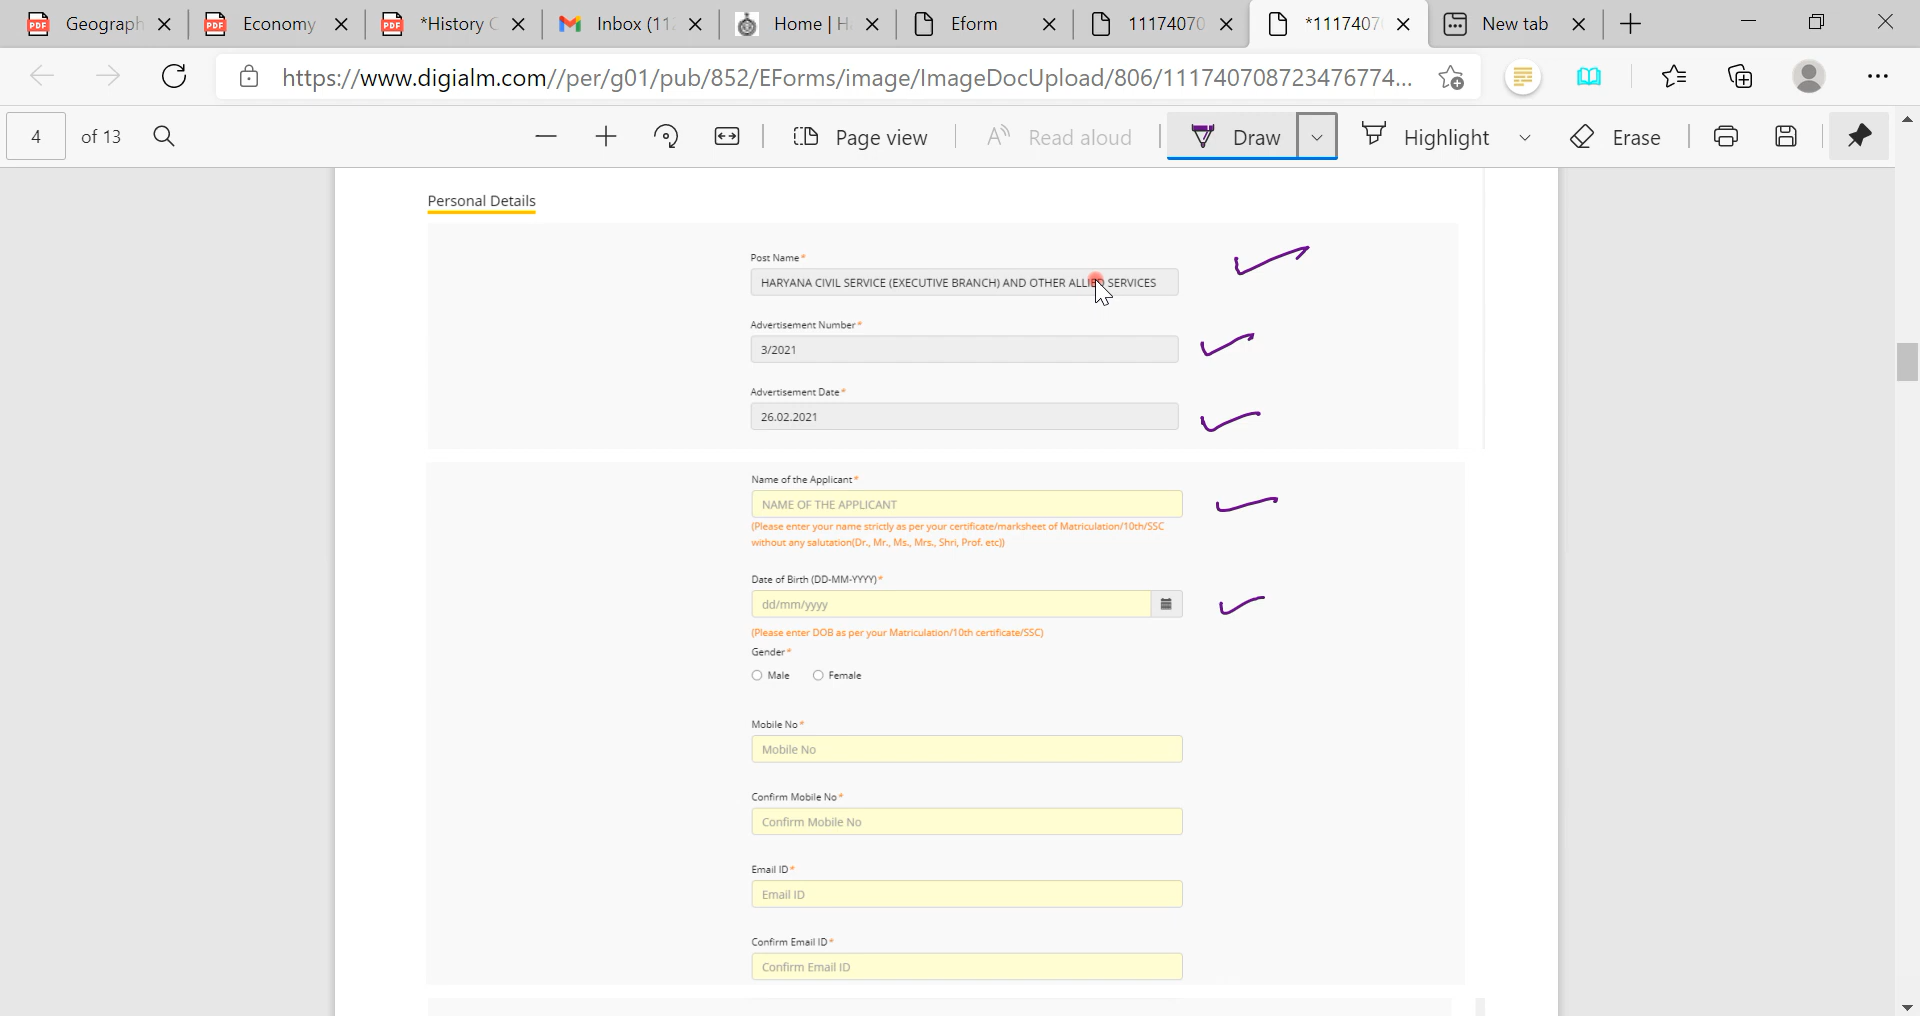 Geograph
Economy
*History C
Inbox (11
Home | H
Eform
11174070
*1117407
New tab
https://www.digialm.com//per/g01/pub/852/EForms/image/ImageDocUpload/806/111740708723476774...
4 of 13
Page view
Read aloud
Draw
Highlight
Erase
Personal Details
Post Name*
HARYANA CIVIL SERVICE (EXECUTIVE BRANCH) AND OTHER ALLIED SERVICES
Advertisement Number*
3/2021
Advertisement Date*
26.02.2021
Name of the Applicant*
NAME OF THE APPLICANT
(Please enter your name strictly as per your certificate/marksheet of Matriculation/10th/SSC
without any salutation(Dr., Mr., Ms., Mrs., Shri, Prof. etc))
Date of Birth (DD-MM-YYYY)*
dd/mm/yyyy
(Please enter DOB as per your Matriculation/10th certificate/SSC)
Gender*
Male Female
Mobile No*
Mobile No
Confirm Mobile No*
Confirm Mobile No
Email ID*
Email ID
Confirm Email ID*
Confirm Email ID